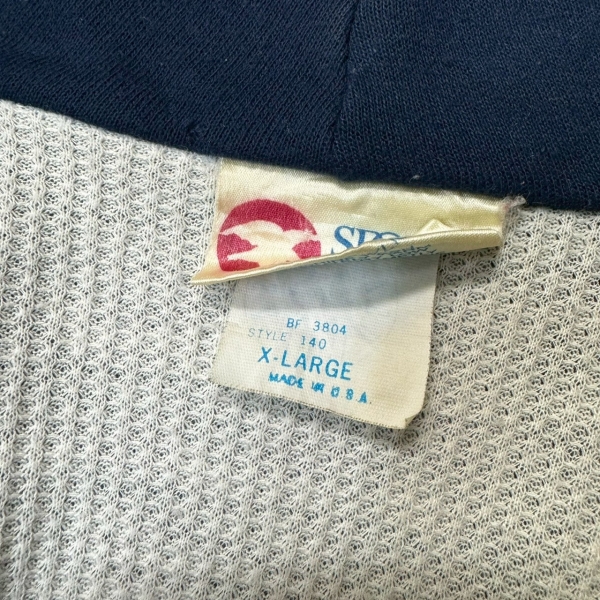 BF 3804
STYLE 140
X-LARGE
MADE IN U S A.